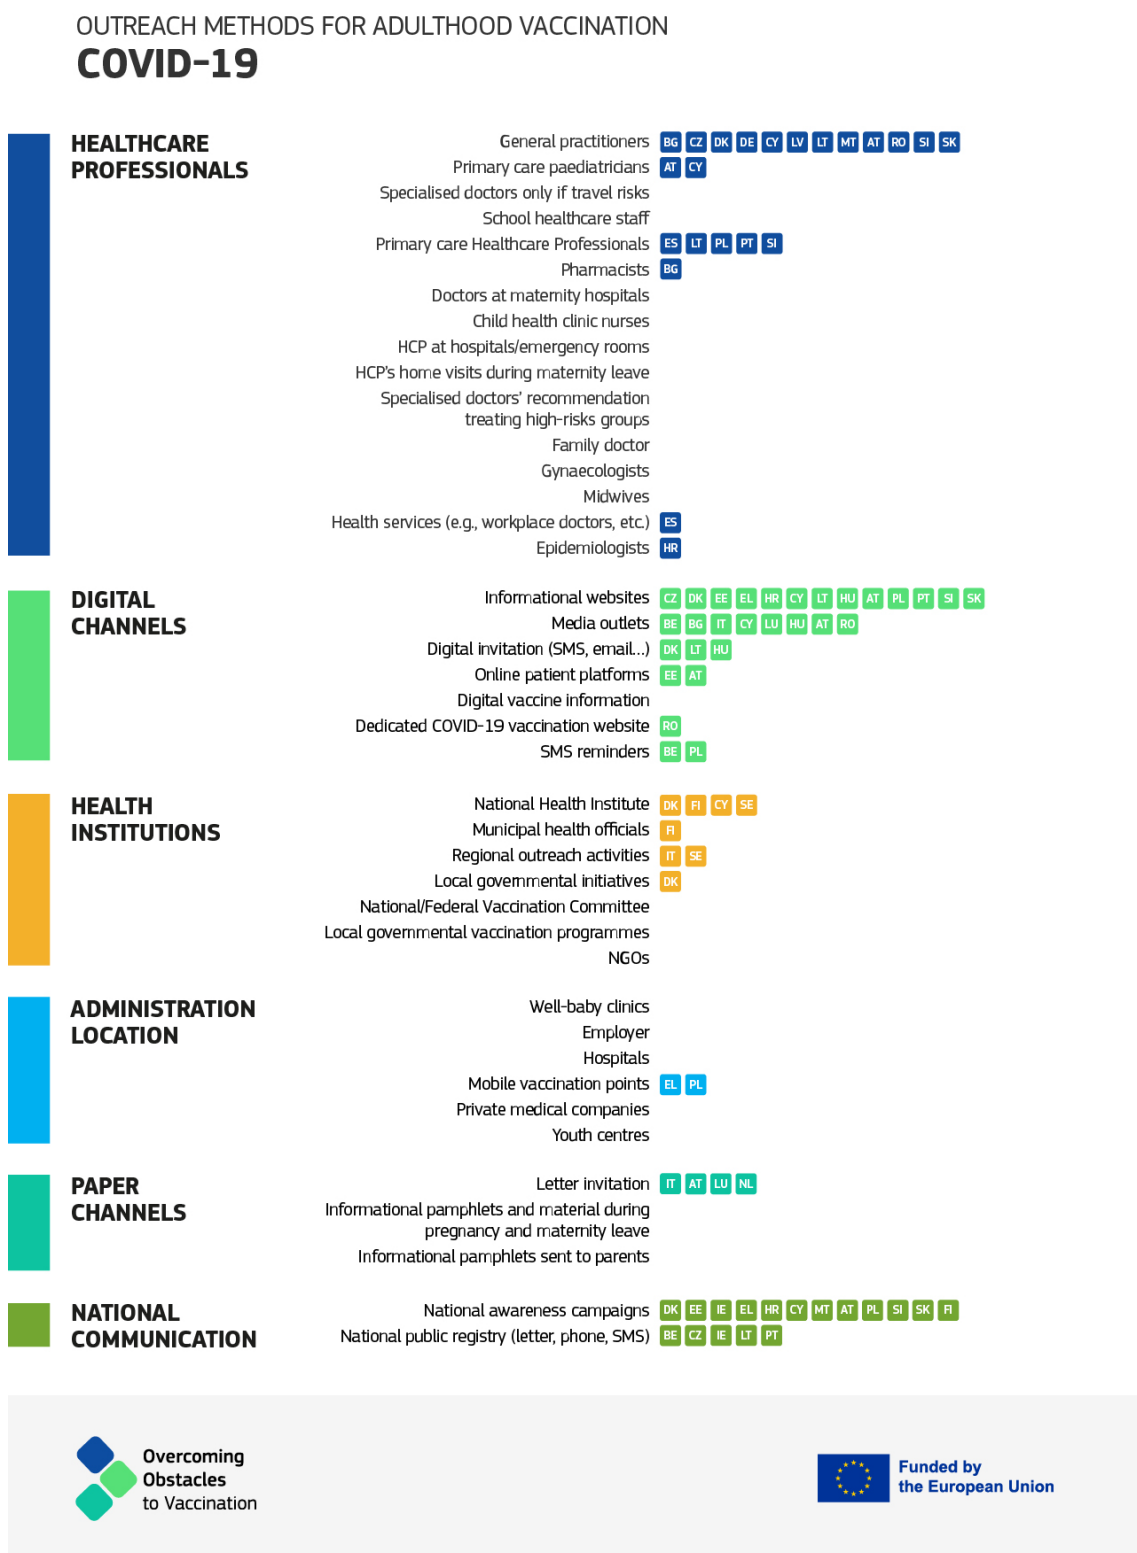 OUTREACH METHODS FOR ADULTHOOD VACCINATION
COVID-19
HEALTHCARE
PROFESSIONALS
General practitioners BG CZ DK DE CY LV LT MT AT RO SI SK
Primary care paediatricians AT CY
Specialised doctors only if travel risks
School healthcare staff
Primary care Healthcare Professionals ES LT PL PT SI
Pharmacists BG
Doctors at maternity hospitals
Child health clinic nurses
HCP at hospitals/emergency rooms
HCP's home visits during maternity leave
Specialised doctors' recommendation
treating high-risks groups
Family doctor
Gynaecologists
Midwives
Health services (e.g., workplace doctors, etc.) ES
Epidemiologists HR
DIGITAL
CHANNELS
Informational websites CZ DK EE EL HR CY LT HU AT PL PT SI SK
Media outlets BE BG IT CY LU HU AT RO
Digital invitation (SMS, email...) DK LT HU
Online patient platforms EE AT
Digital vaccine information
Dedicated COVID-19 vaccination website RO
SMS reminders BE PL
HEALTH
INSTITUTIONS
National Health Institute DK FI CY SE
Municipal health officials FI
Regional outreach activities IT SE
Local governmental initiatives DK
National/Federal Vaccination Committee
Local governmental vaccination programmes
NGOs
ADMINISTRATION
LOCATION
Well-baby clinics
Employer
Hospitals
Mobile vaccination points EL PL
Private medical companies
Youth centres
PAPER
CHANNELS
Letter invitation IT AT LU NL
Informational pamphlets and material during
pregnancy and maternity leave
Informational pamphlets sent to parents
NATIONAL
COMMUNICATION
National awareness campaigns DK EE IE EL HR CY MT AT PL SI SK FI
National public registry (letter, phone, SMS) BE CZ IE LT PT
Overcoming
Obstacles
to Vaccination
Funded by
the European Union